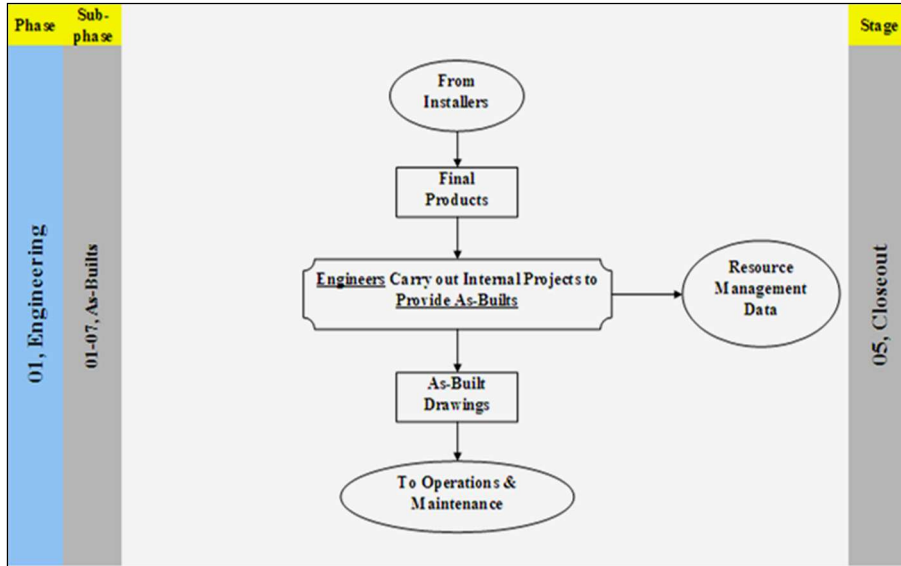 Phase
Sub-
phase
Stage
From
Installers
Final
Products
Engineers Carry out Internal Projects to
Provide As-Builts
Resource
Management
Data
As-Built
Drawings
To Operations &
Maintenance
01, Engineering
01-07, As-Builts
05, Closeout